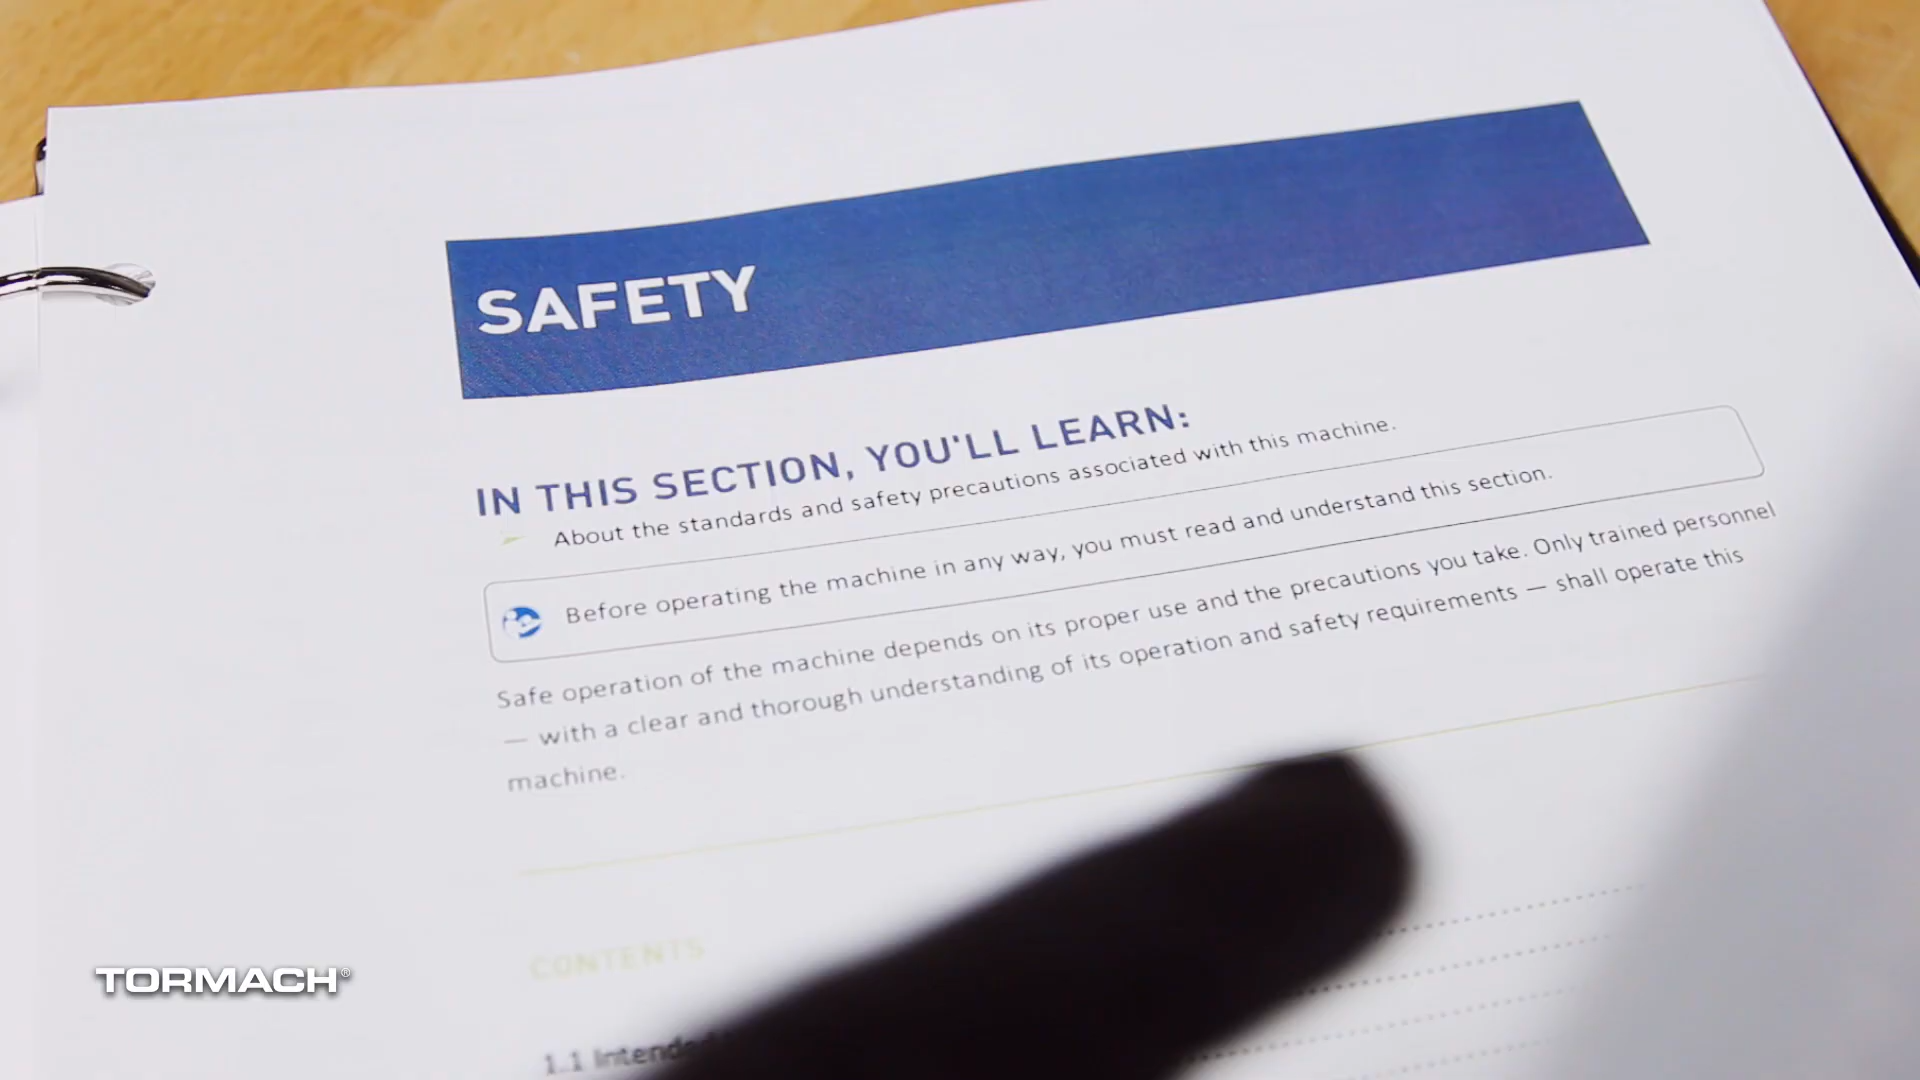 SAFETY
IN THIS SECTION, YOU'LL LEARN:
About the standards and safety precautions associated with this machine.
Before operating the machine in any way, you must read and understand this section.
Safe operation of the machine depends on its proper use and the precautions you take. Only trained personnel
— with a clear and thorough understanding of its operation and safety requirements — shall operate this
machine.
CONTENTS
1.1
TORMACH®